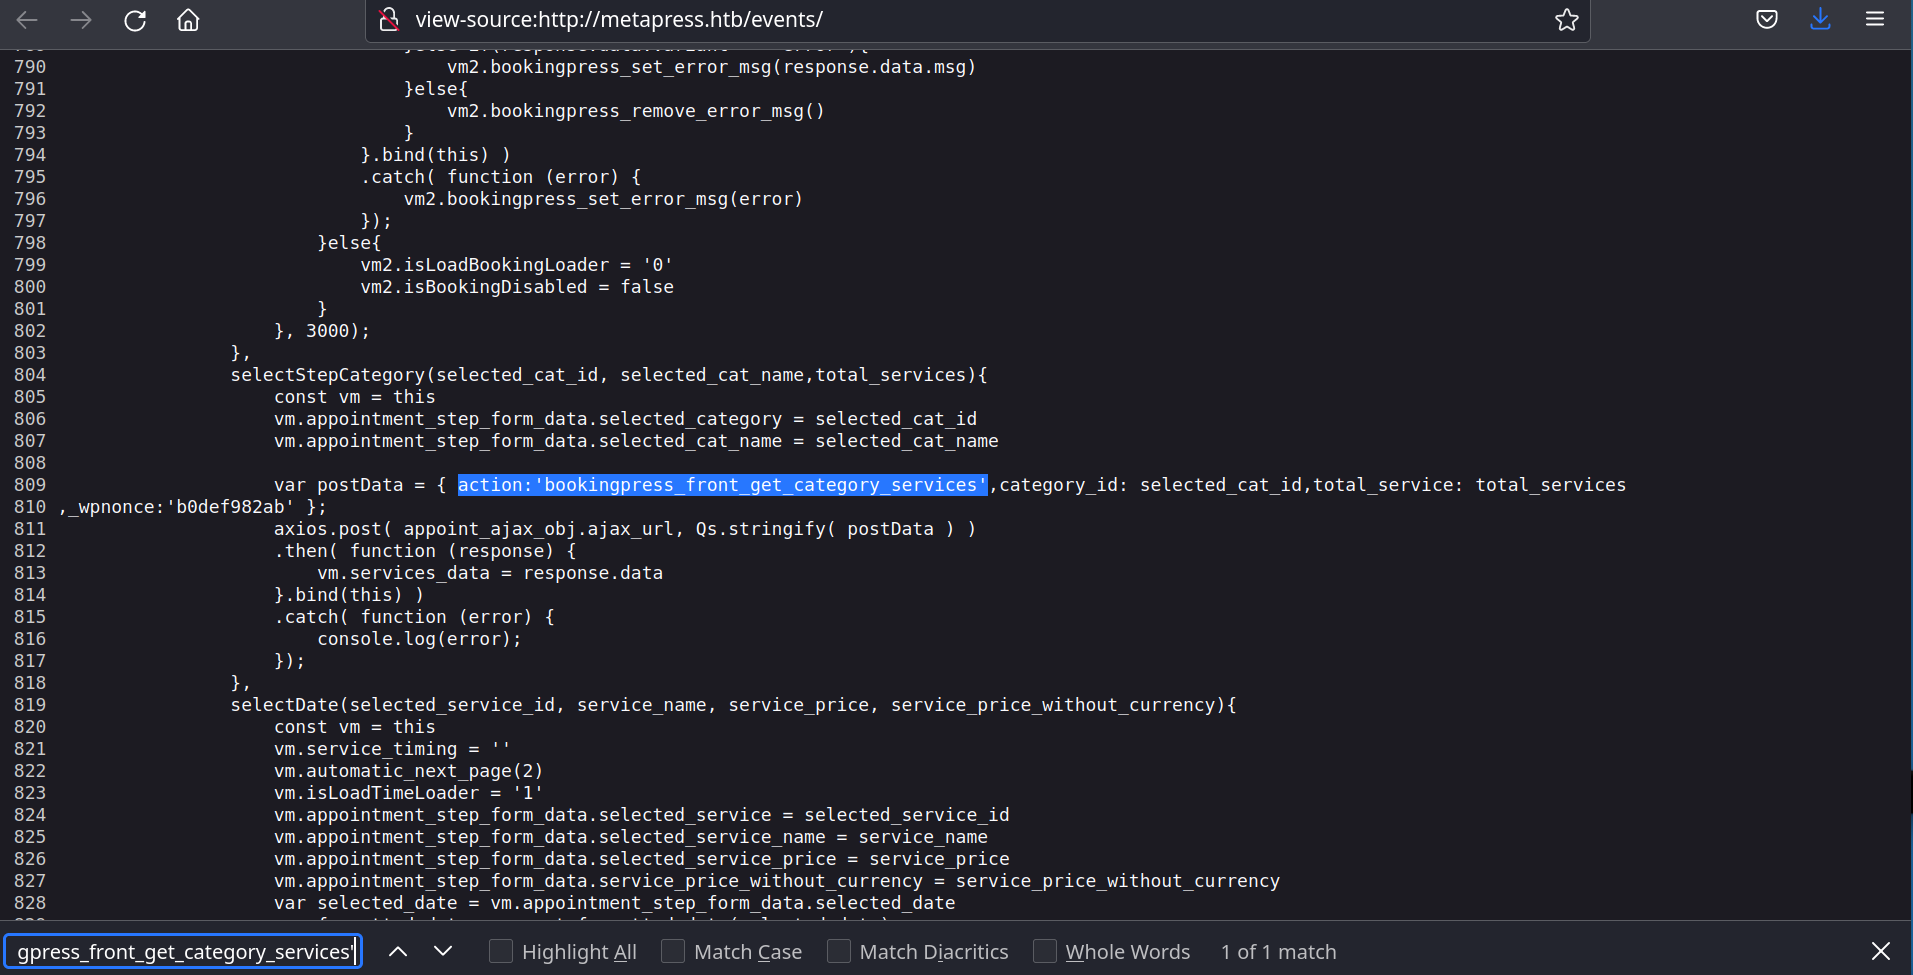 view-source:http://metapress.htb/events/
790 vm2.bookingpress_set_error_msg(response.data.msg)
791 }else{
792 vm2.bookingpress_remove_error_msg()
793 }
794 }.bind(this) )
795 .catch( function (error) {
796 vm2.bookingpress_set_error_msg(error)
797 });
798 }else{
799 vm2.isLoadBookingLoader = '0'
800 vm2.isBookingDisabled = false
801 }
802 }, 3000);
803 },
804 selectStepCategory(selected_cat_id, selected_cat_name,total_services){
805 const vm = this
806 vm.appointment_step_form_data.selected_category = selected_cat_id
807 vm.appointment_step_form_data.selected_cat_name = selected_cat_name
808
809 var postData = { action:'bookingpress_front_get_category_services',category_id: selected_cat_id,total_service: total_services
810 ,_wpnonce:'b0def982ab' };
811 axios.post( appoint_ajax_obj.ajax_url, Qs.stringify( postData ) )
812 .then( function (response) {
813 vm.services_data = response.data
814 }.bind(this) )
815 .catch( function (error) {
816 console.log(error);
817 });
818 },
819 selectDate(selected_service_id, service_name, service_price, service_price_without_currency){
820 const vm = this
821 vm.service_timing = ''
822 vm.automatic_next_page(2)
823 vm.isLoadTimeLoader = '1'
824 vm.appointment_step_form_data.selected_service = selected_service_id
825 vm.appointment_step_form_data.selected_service_name = service_name
826 vm.appointment_step_form_data.selected_service_price = service_price
827 vm.appointment_step_form_data.service_price_without_currency = service_price_without_currency
828 var selected_date = vm.appointment_step_form_data.selected_date
gpress_front_get_category_services' Highlight All Match Case Match Diacritics Whole Words 1 of 1 match